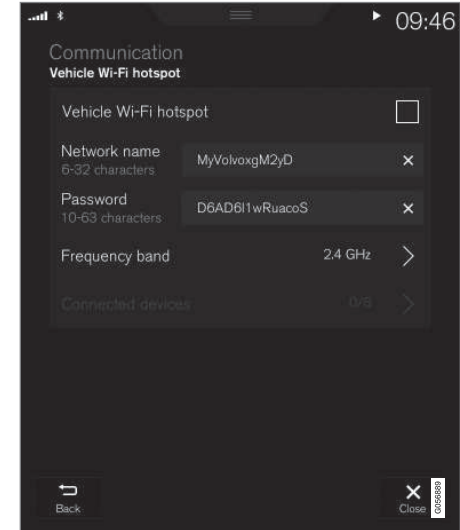 09:46
Communication
Vehicle Wi-Fi hotspot
Vehicle Wi-Fi hotspot
Network name
6-32 characters
MyVolvoxgM2yD
Password
10-63 characters
D6AD6l1wRuacoS
Frequency band 2.4 GHz
Connected devices 0/8
Back
Close
G056889